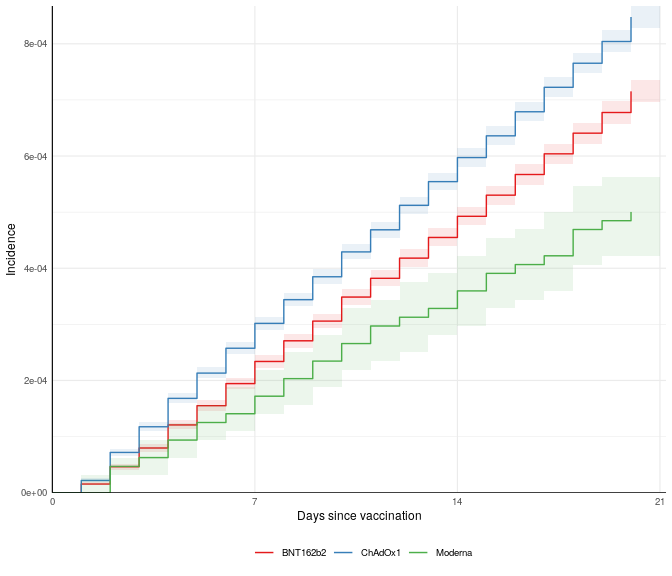 8e-04
6e-04
4e-04
2e-04
0e+00
Incidence
0 7 14 21
Days since vaccination
BNT162b2 ChAdOx1 Moderna